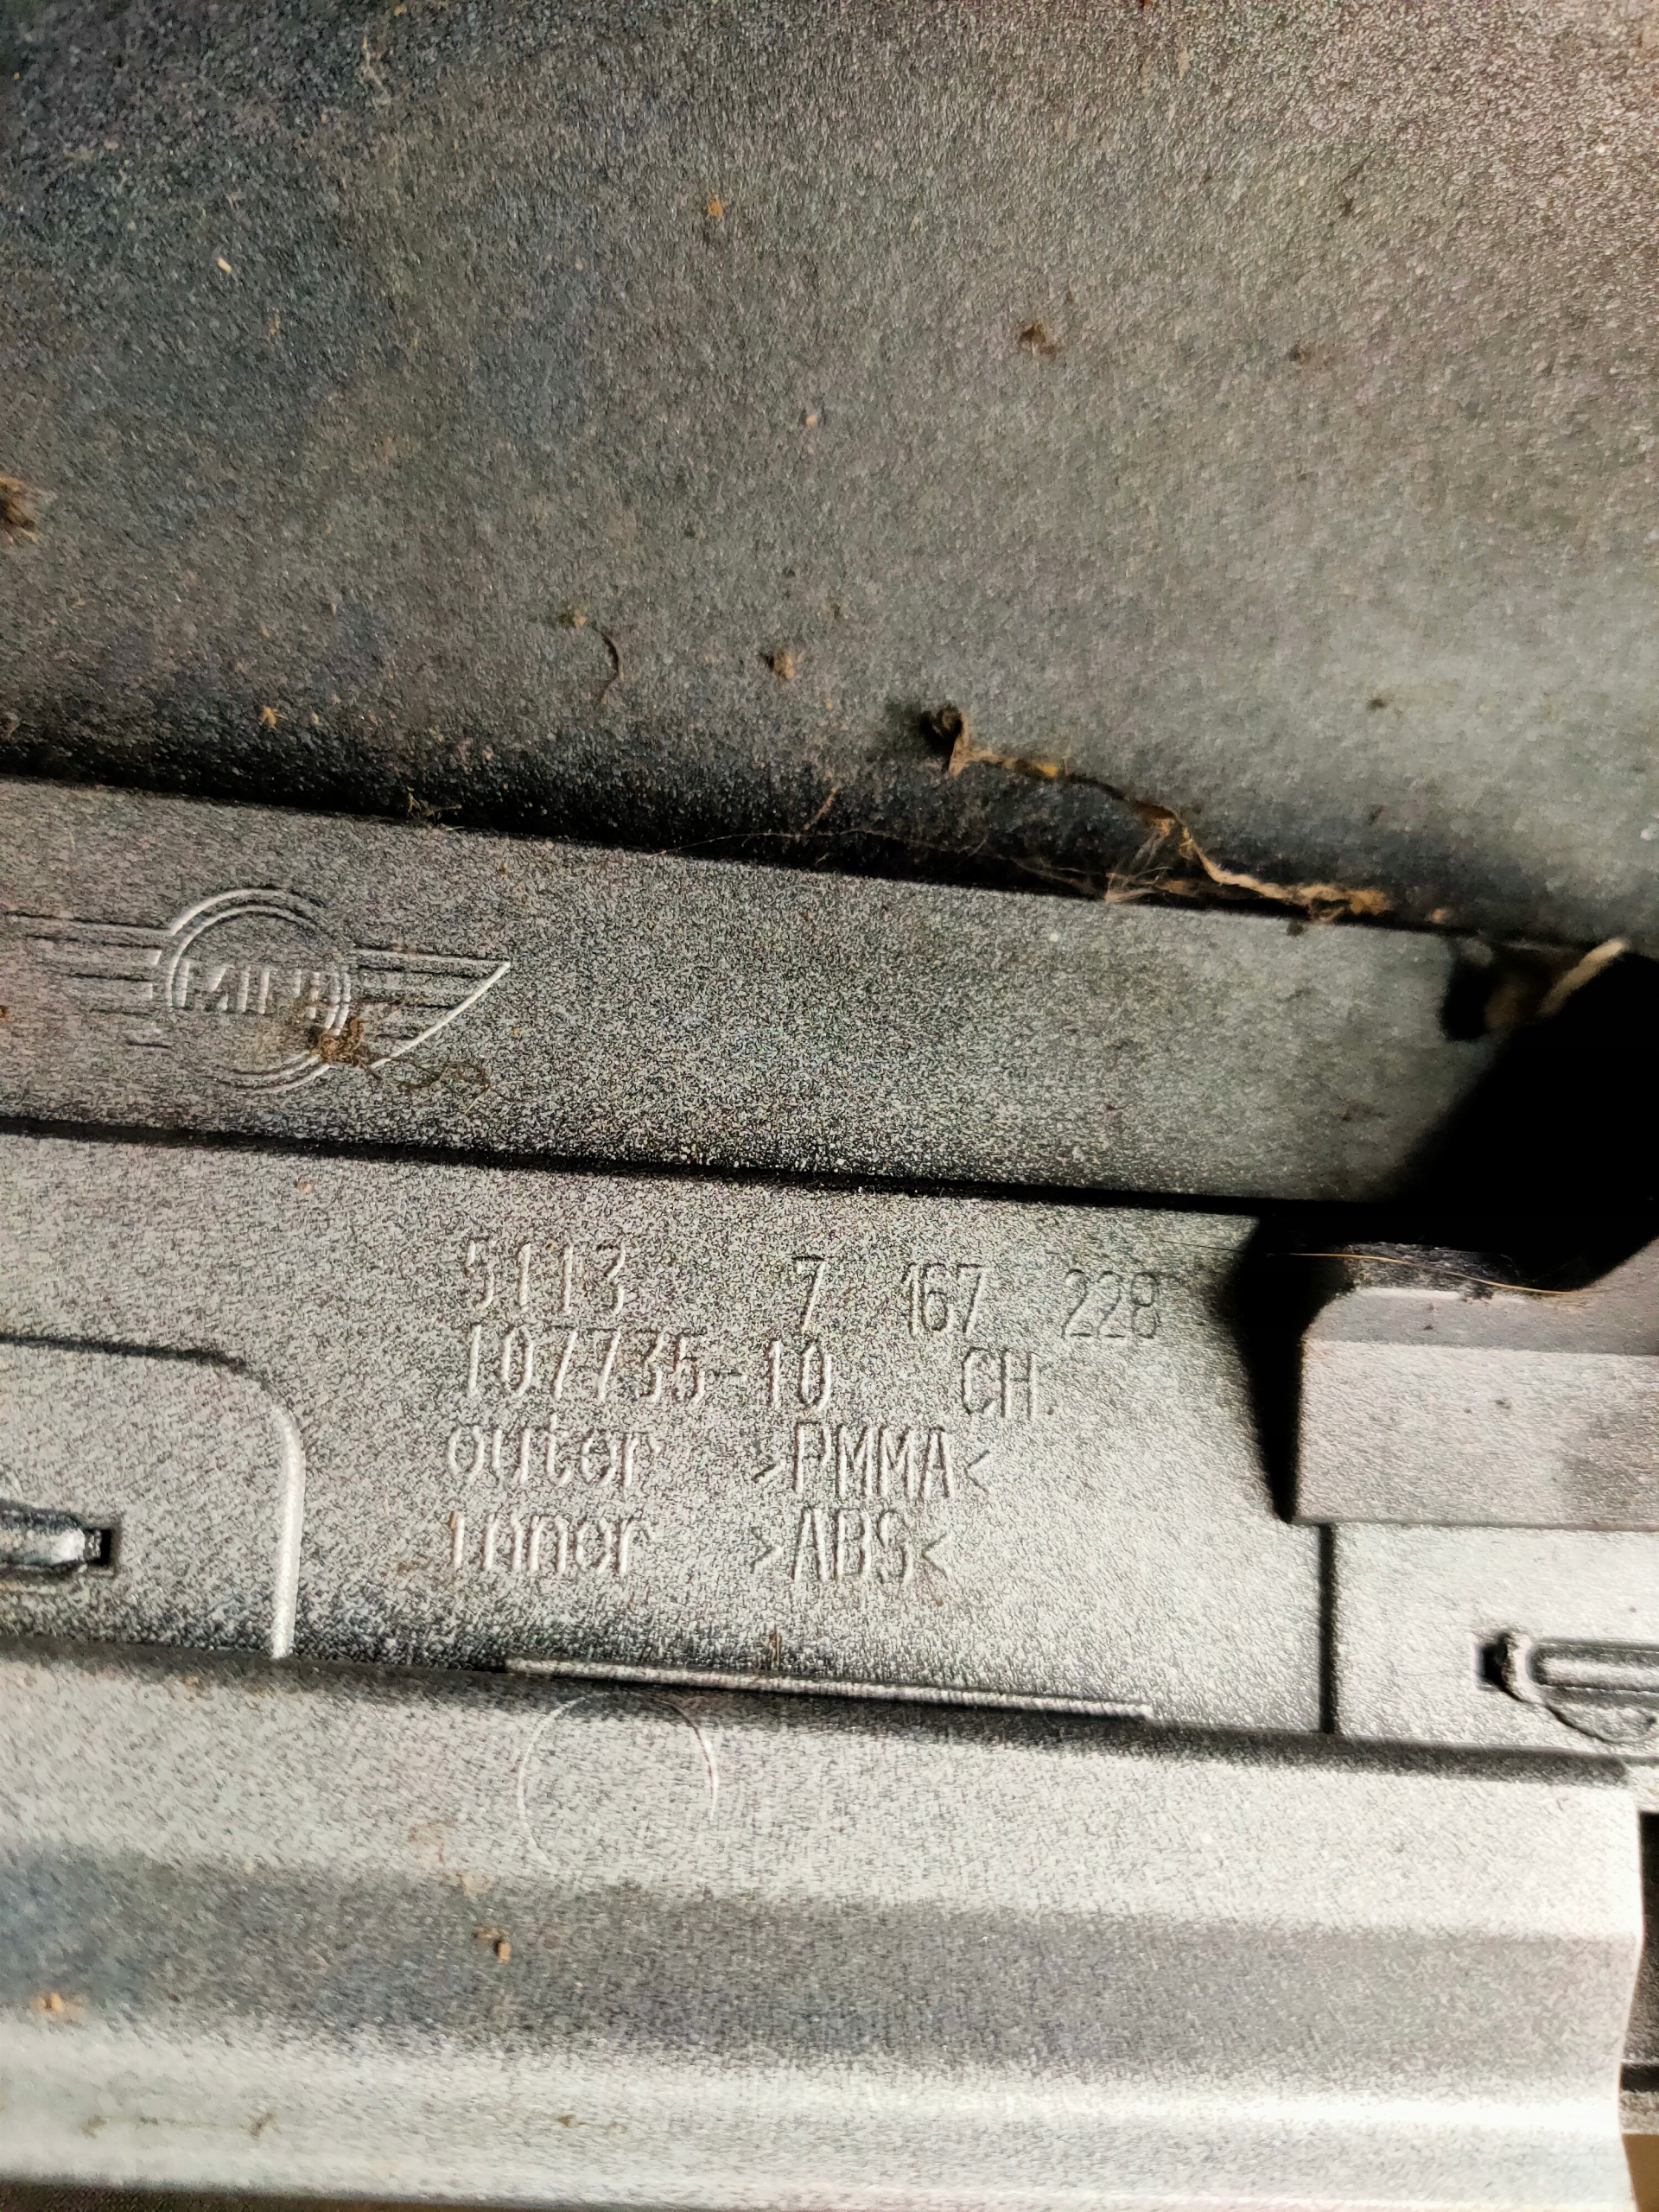 MINI
5113 7 167 228
107735-10 CH.
outer >PMMA<
inner >ABS<